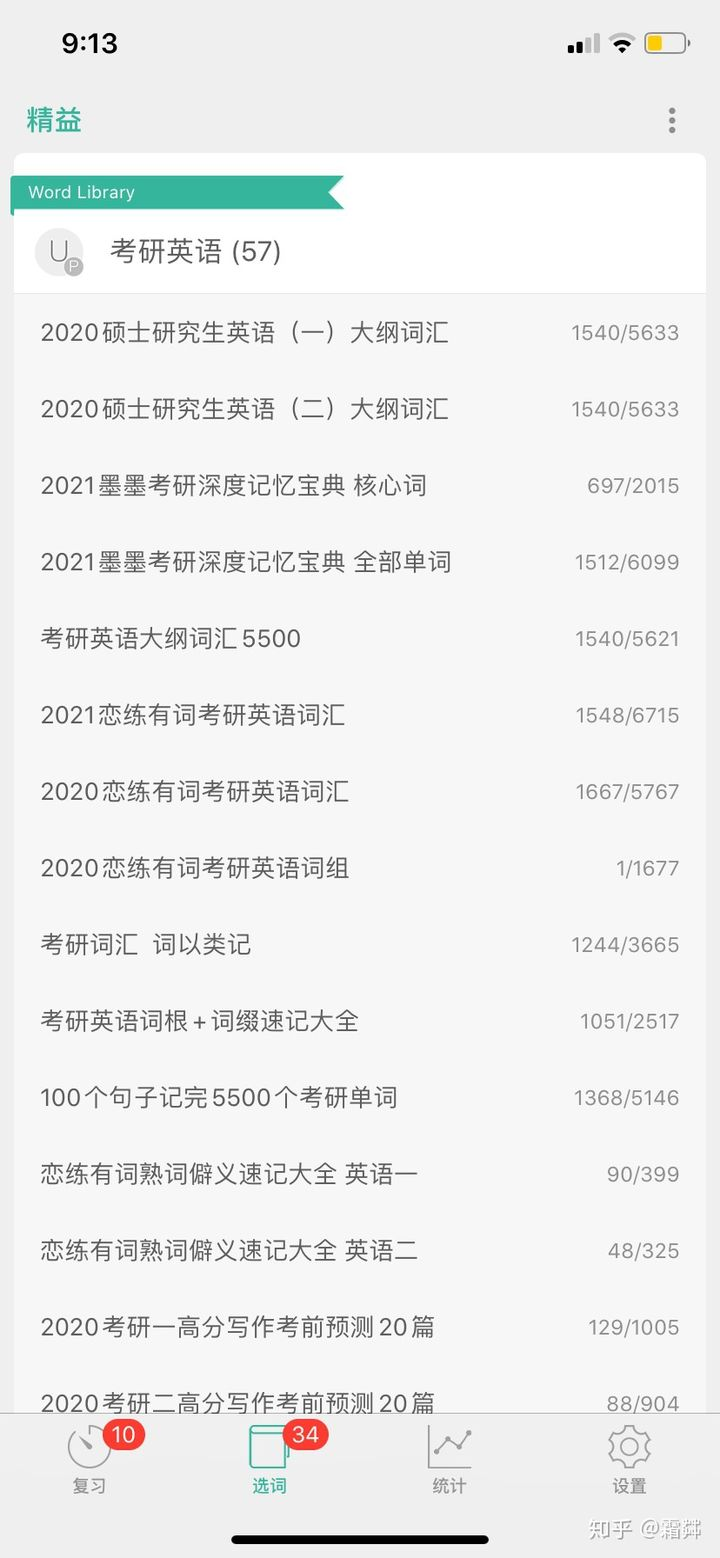 9:13
精益
Word Library
U
P
考研英语 (57)
2020硕士研究生英语（一）大纲词汇 1540/5633
2020硕士研究生英语（二）大纲词汇 1540/5633
2021墨墨考研深度记忆宝典 核心词 697/2015
2021墨墨考研深度记忆宝典 全部单词 1512/6099
考研英语大纲词汇5500 1540/5621
2021恋练有词考研英语词汇 1548/6715
2020恋练有词考研英语词汇 1667/5767
2020恋练有词考研英语词组 1/1677
考研词汇 词以类记 1244/3665
考研英语词根+词缀速记大全 1051/2517
100个句子记完5500个考研单词 1368/5146
恋练有词熟词僻义速记大全 英语一 90/399
恋练有词熟词僻义速记大全 英语二 48/325
2020考研一高分写作考前预测20篇 129/1005
2020考研二高分写作考前预测20篇 88/904
10 34
复习 选词 统计 设置
知乎 @霜